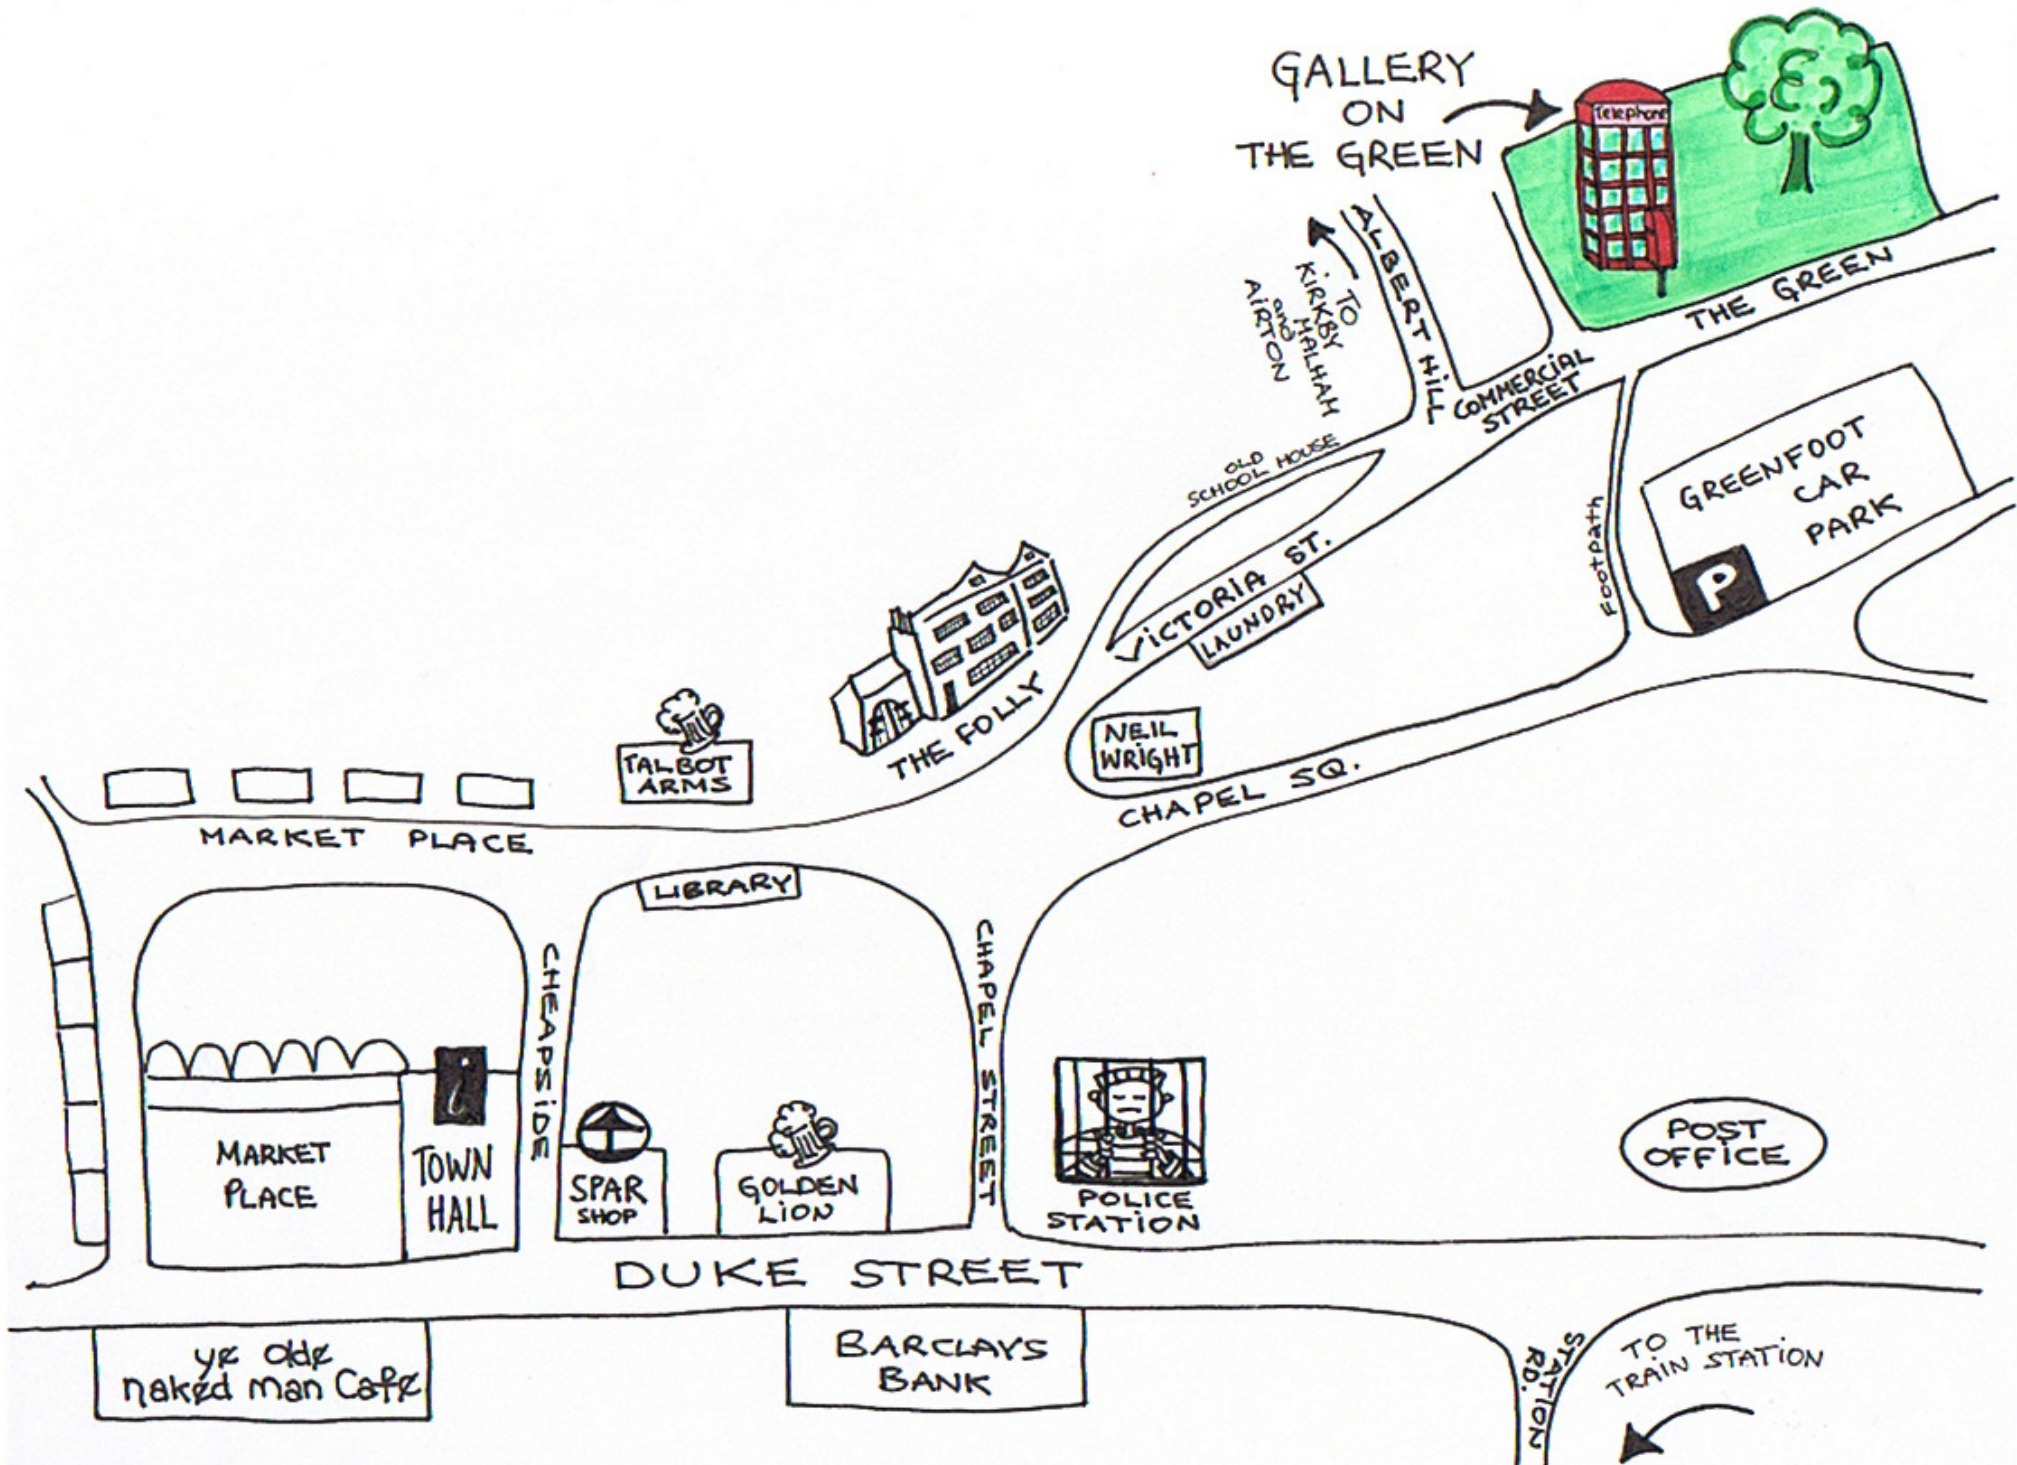 GALLERY
ON
THE GREEN
Telephone
ALBERT HILL
TO
KIRKBY
MALHAM
and
AIRTON
THE GREEN
COMMERCIAL
STREET
OLD
SCHOOL HOUSE
GREENFOOT
CAR
PARK
P
Footpath
VICTORIA ST.
LAUNDRY
THE FOLLY
NEIL
WRIGHT
CHAPEL SQ.
TALBOT
ARMS
MARKET PLACE
LIBRARY
CHEAPSIDE
CHAPEL STREET
MARKET
PLACE
i
TOWN
HALL
SPAR
SHOP
GOLDEN
LION
POLICE
STATION
POST
OFFICE
DUKE STREET
ye olde
naked man Café
BARCLAYS
BANK
STATION
RD.
TO THE
TRAIN STATION